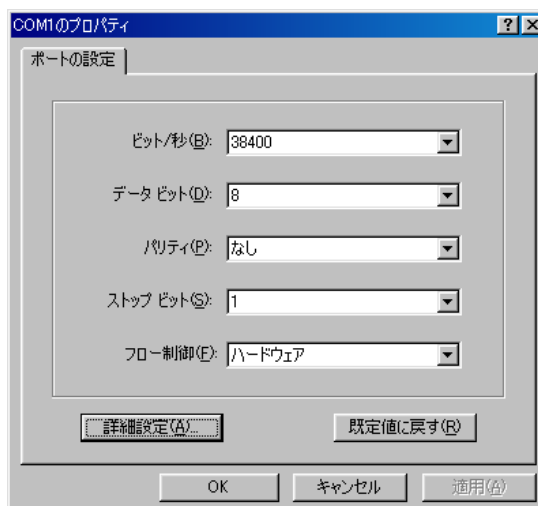 COM1のプロパティ
ポートの設定
ビット/秒(B): 38400
データ ビット(D): 8
パリティ(P): なし
ストップ ビット(S): 1
フロー制御(F): ハードウェア
詳細設定(A)... 既定値に戻す(R)
OK キャンセル 適用(A)